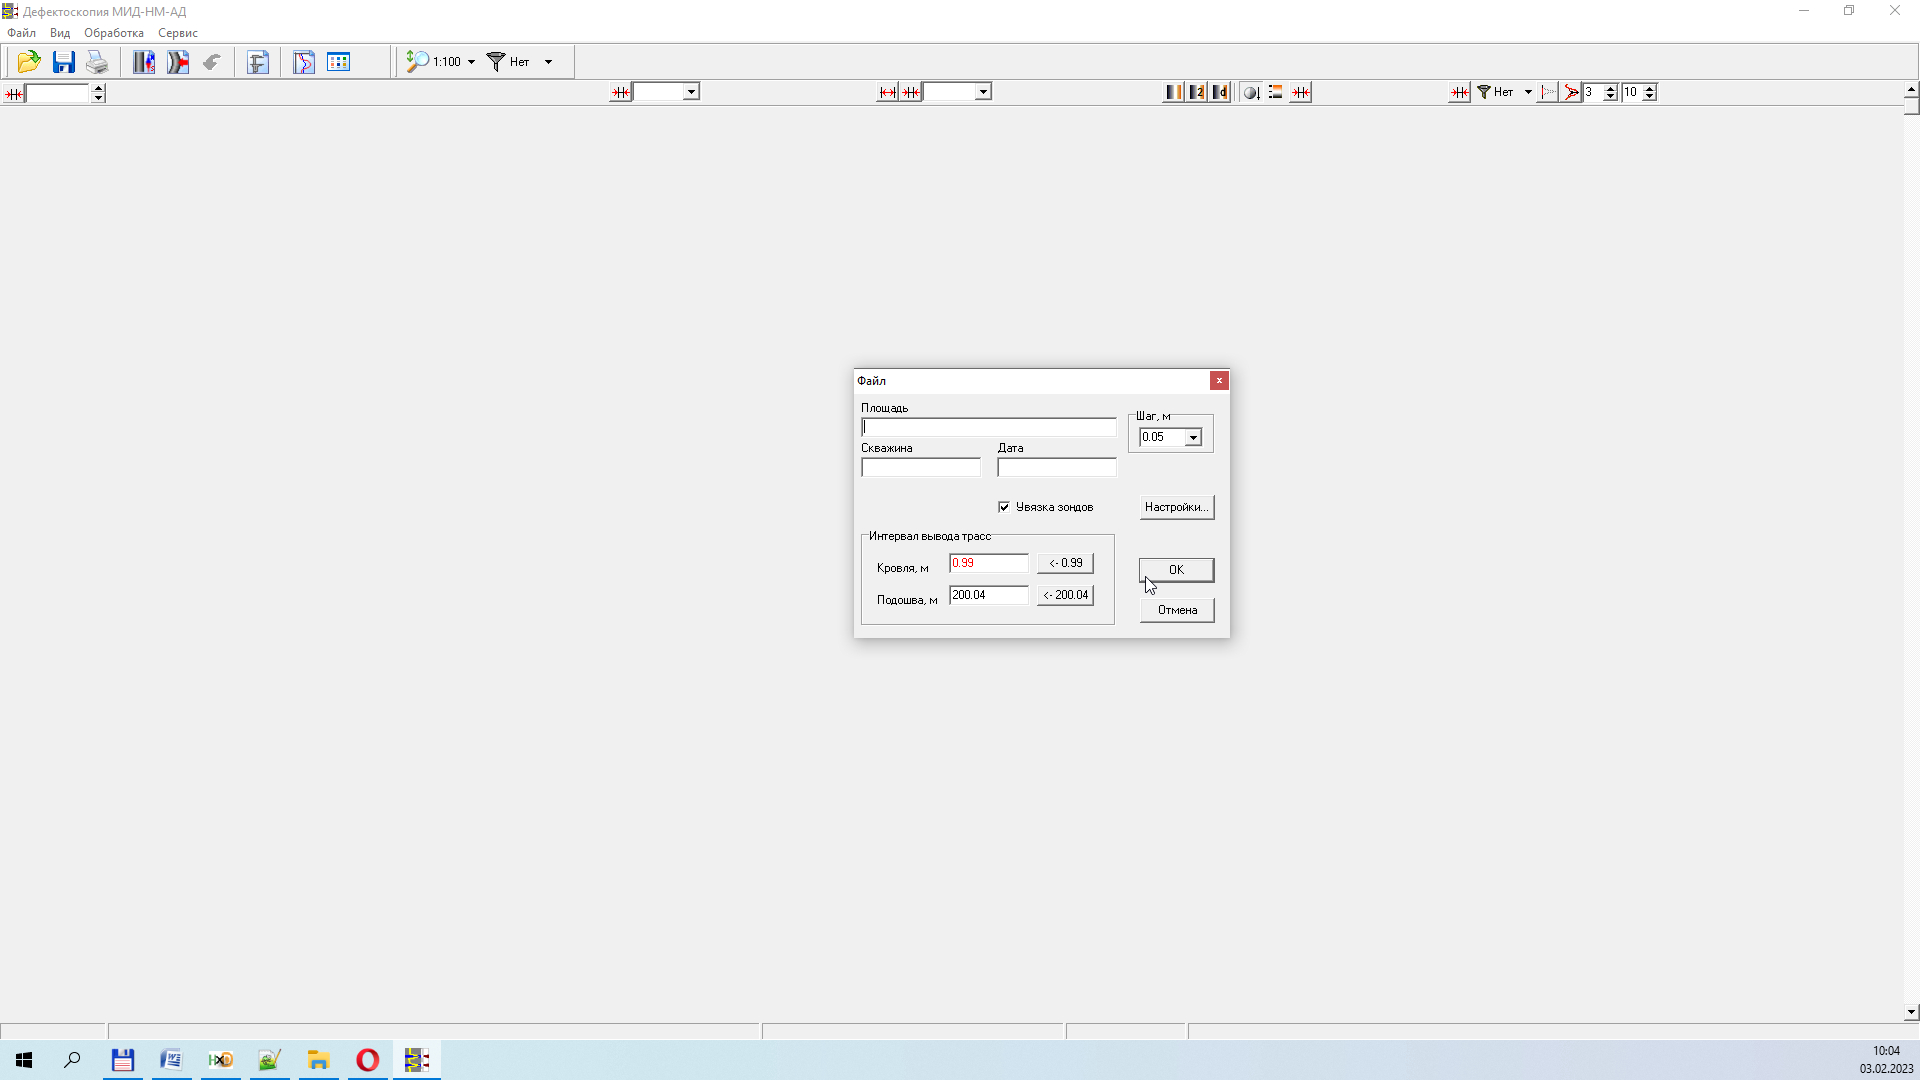 Дефектоскопия МИД-НМ-АД
Файл Вид Обработка Сервис
1:100 Нет
2 d Нет 3 10
Файл
Площадь
Шаг, м
0.05
Скважина Дата
Увязка зондов Настройки...
Интервал вывода трасс
Кровля, м 0.99 <- 0.99 OK
Подошва, м 200.04 <- 200.04 Отмена
10:04
03.02.2023